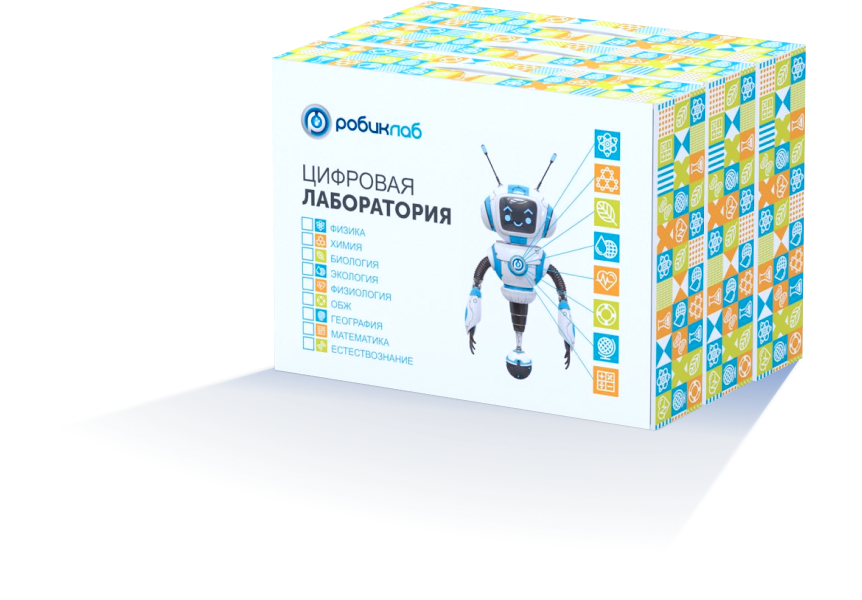 робиклаб
ЦИФРОВАЯ
ЛАБОРАТОРИЯ
ФИЗИКА
ХИМИЯ
БИОЛОГИЯ
ЭКОЛОГИЯ
ФИЗИОЛОГИЯ
ОБЖ
ГЕОГРАФИЯ
МАТЕМАТИКА
ЕСТЕСТВОЗНАНИЕ